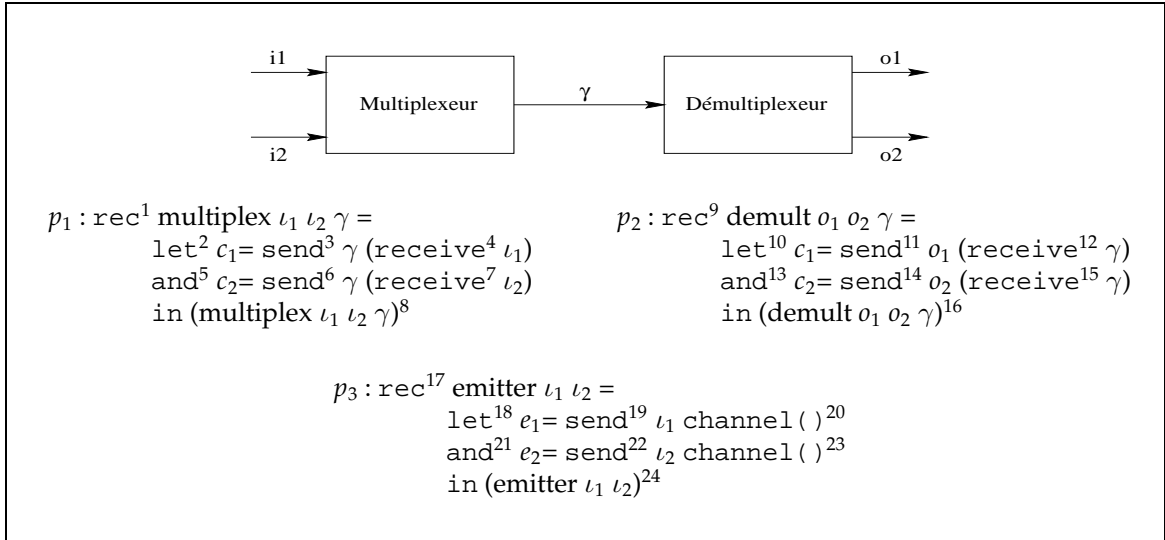 i1
i2
Multiplexeur
γ
Démultiplexeur
o1
o2
p₁ : rec¹ multiplex ι₁ ι₂ γ =
let² c₁= send³ γ (receive⁴ ι₁)
and⁵ c₂= send⁶ γ (receive⁷ ι₂)
in (multiplex ι₁ ι₂ γ)⁸
p₂ : rec⁹ demult o₁ o₂ γ =
let¹⁰ c₁= send¹¹ o₁ (receive¹² γ)
and¹³ c₂= send¹⁴ o₂ (receive¹⁵ γ)
in (demult o₁ o₂ γ)¹⁶
p₃ : rec¹⁷ emitter ι₁ ι₂ =
let¹⁸ e₁= send¹⁹ ι₁ channel()²⁰
and²¹ e₂= send²² ι₂ channel()²³
in (emitter ι₁ ι₂)²⁴